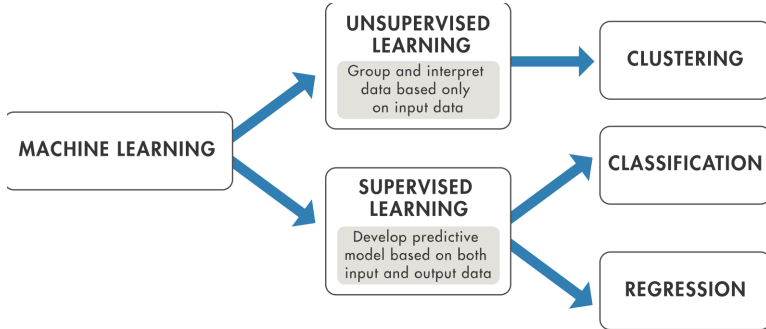 MACHINE LEARNING
UNSUPERVISED
LEARNING
Group and interpret
data based only
on input data
SUPERVISED
LEARNING
Develop predictive
model based on both
input and output data
CLUSTERING
CLASSIFICATION
REGRESSION